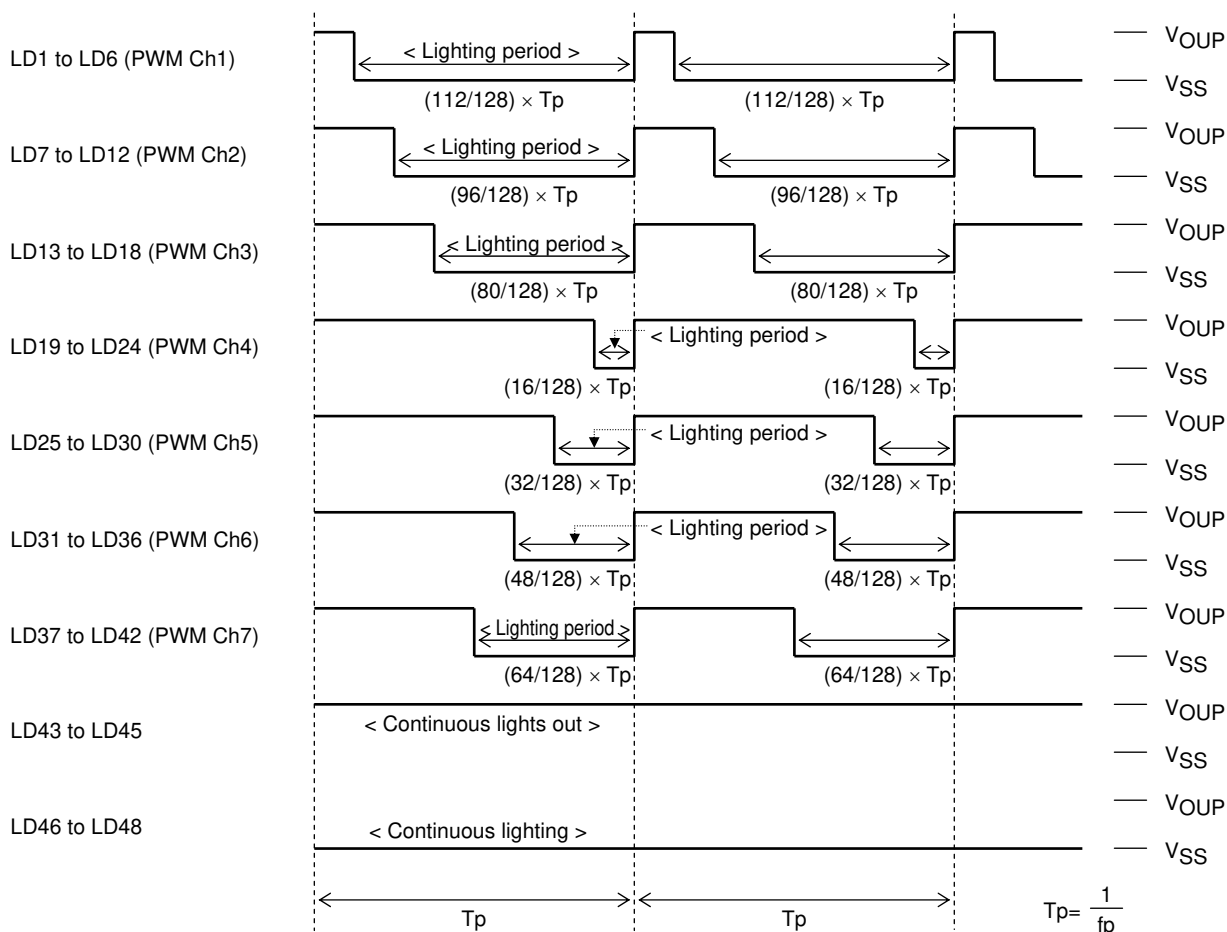 LD1 to LD6 (PWM Ch1)
< Lighting period >
(112/128) × Tp
(112/128) × Tp
VOUP
VSS
LD7 to LD12 (PWM Ch2)
< Lighting period >
(96/128) × Tp
(96/128) × Tp
VOUP
VSS
LD13 to LD18 (PWM Ch3)
< Lighting period >
(80/128) × Tp
(80/128) × Tp
VOUP
VSS
LD19 to LD24 (PWM Ch4)
< Lighting period >
(16/128) × Tp
(16/128) × Tp
VOUP
VSS
LD25 to LD30 (PWM Ch5)
< Lighting period >
(32/128) × Tp
(32/128) × Tp
VOUP
VSS
LD31 to LD36 (PWM Ch6)
< Lighting period >
(48/128) × Tp
(48/128) × Tp
VOUP
VSS
LD37 to LD42 (PWM Ch7)
< Lighting period >
(64/128) × Tp
(64/128) × Tp
VOUP
VSS
LD43 to LD45
< Continuous lights out >
VOUP
VSS
LD46 to LD48
< Continuous lighting >
VOUP
VSS
Tp
Tp
Tp= 1
fp